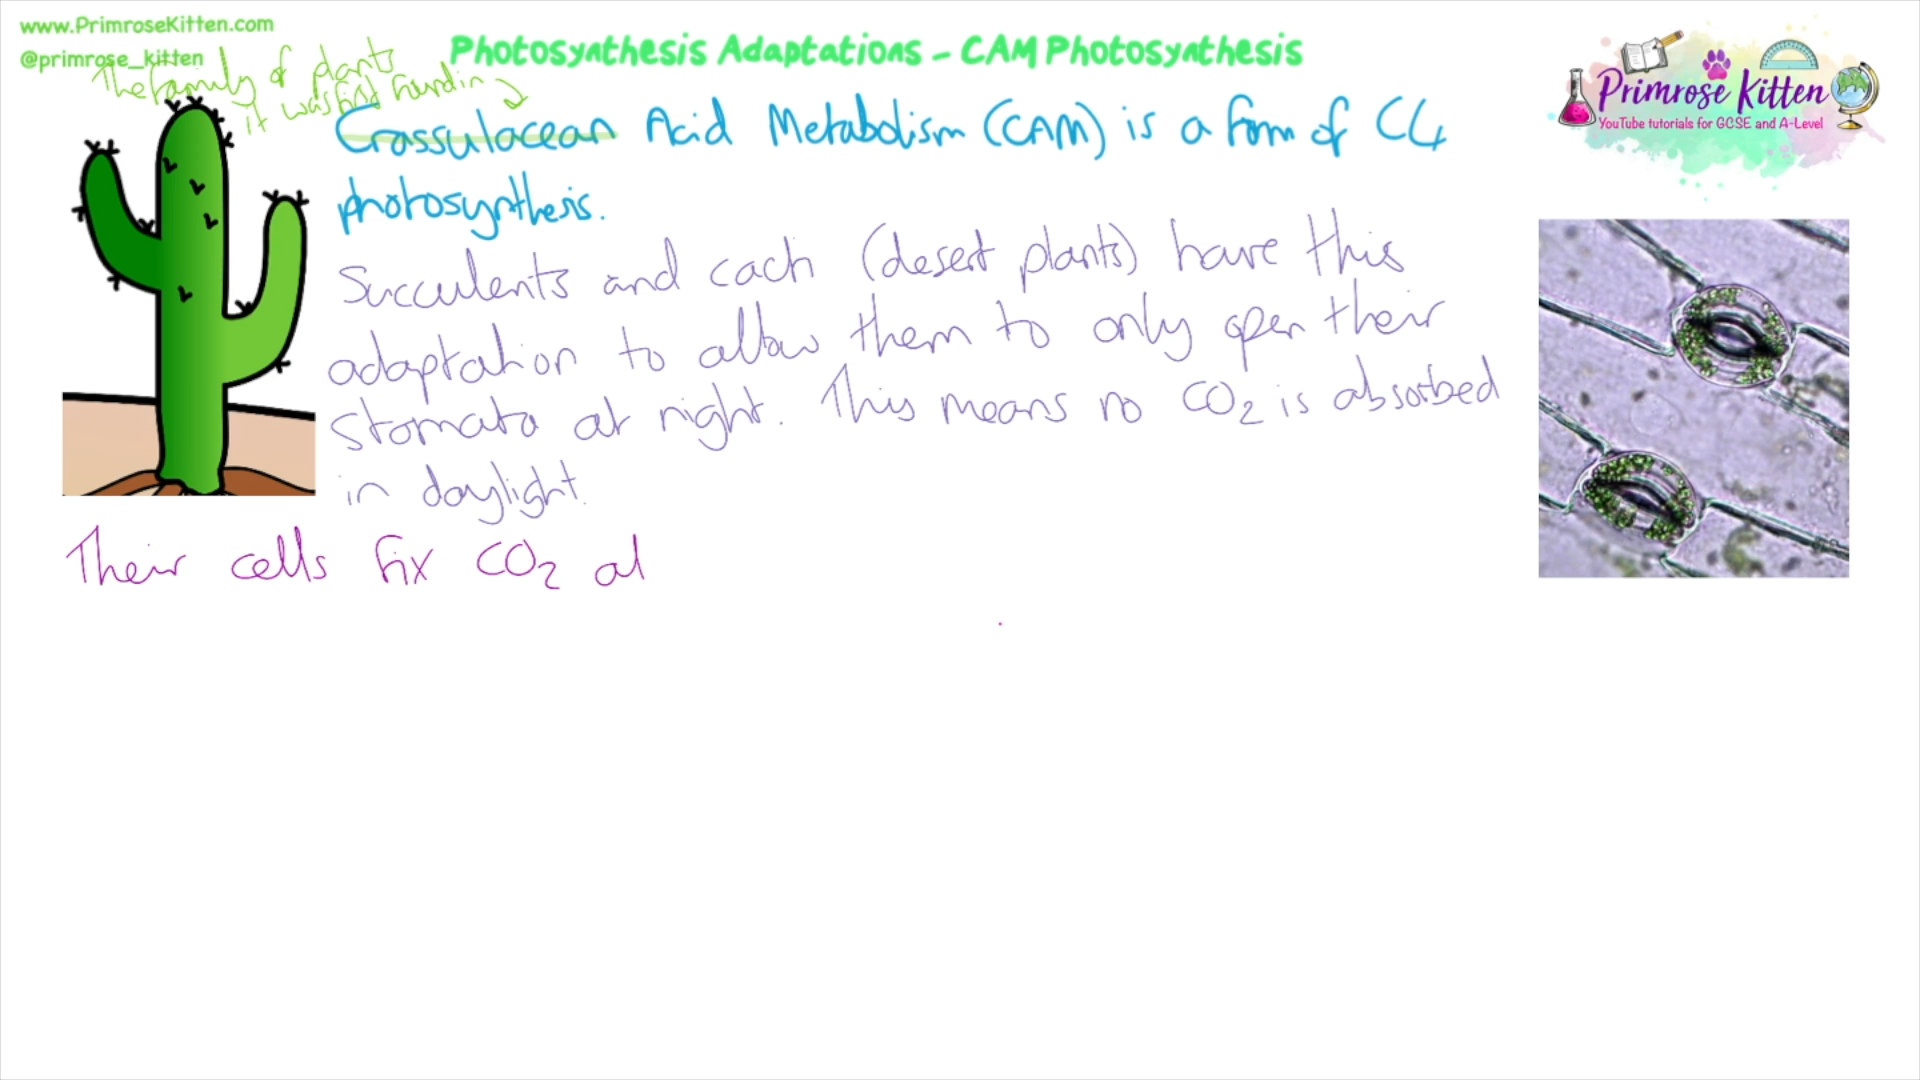 www.PrimroseKitten.com
@primrose_kitten
Photosynthesis Adaptations - CAM Photosynthesis
Primrose Kitten
YouTube tutorials for GCSE and A-Level
The family of plants
it was first found in
Crassulacean Acid Metabolism (CAM) is a form of C4
photosynthesis.
Succulents and cacti (desert plants) have this
adaptation to allow them to only open their
stomata at night. This means no CO2 is absorbed
in daylight.
Their cells fix CO2 at